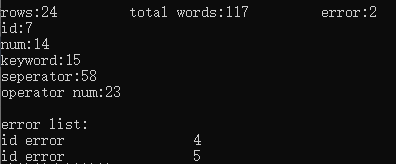 rows:24 total words:117 error:2
id:7
num:14
keyword:15
seperator:58
operator num:23
error list:
id error 4
id error 5